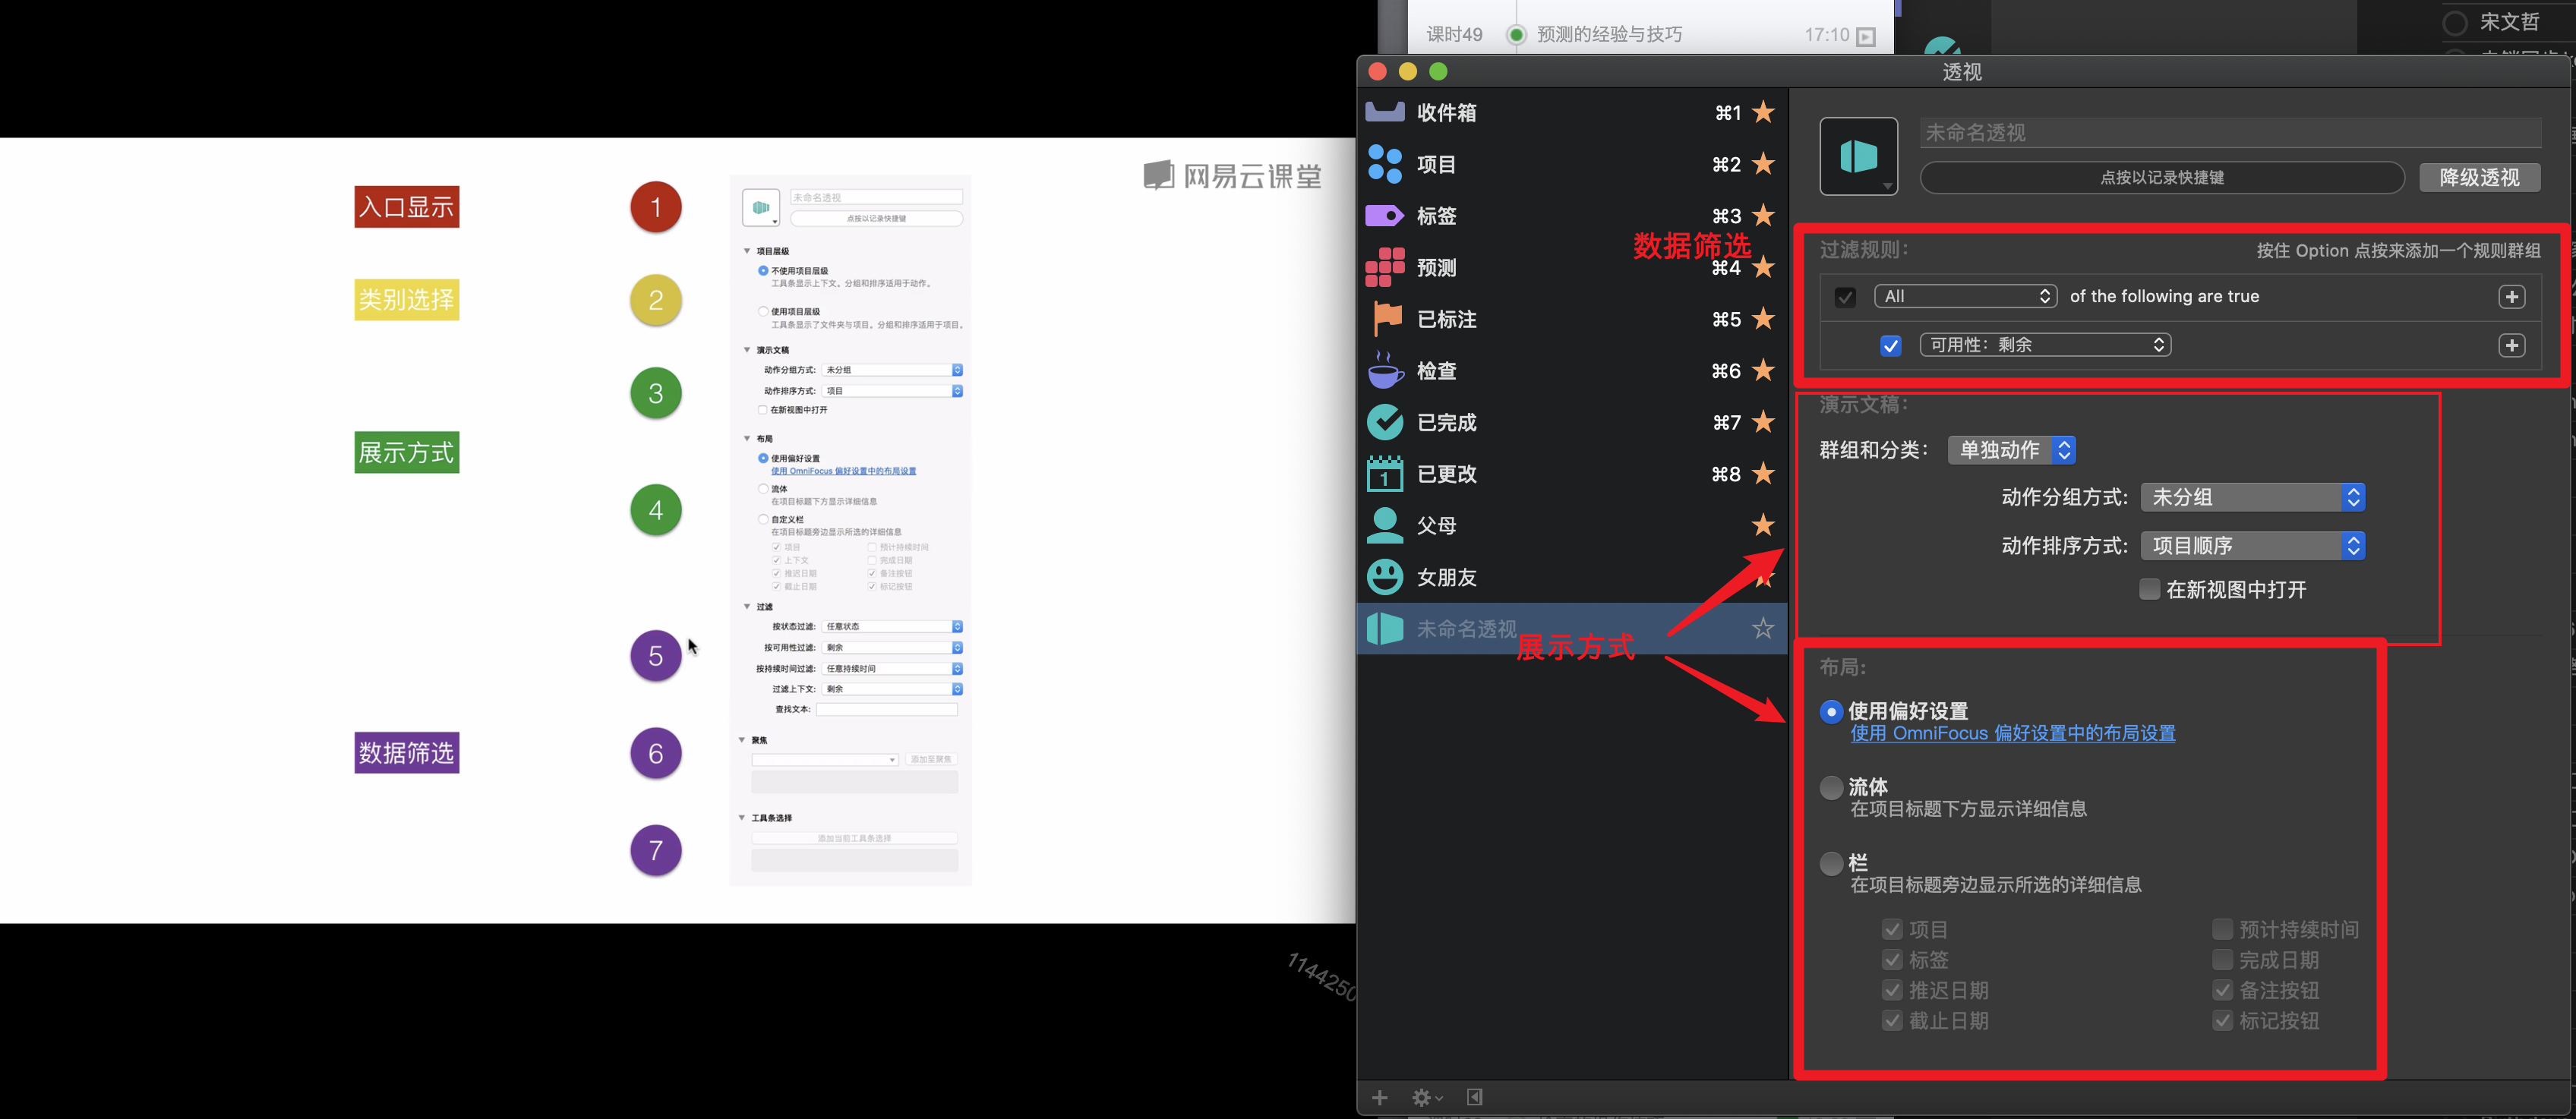 网易云课堂
入口显示
1
类别选择
2
3
展示方式
4
5
数据筛选
6
7
未命名透视
点按以记录快捷键
项目层级
不使用项目层级
工具条显示上下文。分组和排序适用于动作。
使用项目层级
工具条显示了文件夹与项目。分组和排序适用于项目。
演示文稿
动作分组方式: 未分组
动作排序方式: 项目
在新视图中打开
布局
使用偏好设置
使用 OmniFocus 偏好设置中的布局设置
流体
在项目标题下方显示详细信息
自定义栏
在项目标题旁边显示所选的详细信息
项目 预计持续时间
上下文 完成日期
推迟日期 备注按钮
截止日期 标记按钮
过滤
按状态过滤: 任意状态
按可用性过滤: 剩余
按持续时间过滤: 任意持续时间
过滤上下文: 剩余
查找文本:
聚焦
添加至聚焦
工具条选择
添加当前工具条选择
1144250
课时49 预测的经验与技巧 17:10
宋文哲
透视
收件箱 ⌘1
项目 ⌘2
标签 ⌘3
数据筛选
预测 ⌘4
已标注 ⌘5
检查 ⌘6
已完成 ⌘7
1 已更改 ⌘8
父母
女朋友
未命名透视
展示方式
未命名透视
点按以记录快捷键 降级透视
过滤规则: 按住 Option 点按来添加一个规则群组
All of the following are true
可用性: 剩余
演示文稿:
群组和分类: 单独动作
动作分组方式: 未分组
动作排序方式: 项目顺序
在新视图中打开
布局:
使用偏好设置
使用 OmniFocus 偏好设置中的布局设置
流体
在项目标题下方显示详细信息
栏
在项目标题旁边显示所选的详细信息
项目 预计持续时间
标签 完成日期
推迟日期 备注按钮
截止日期 标记按钮